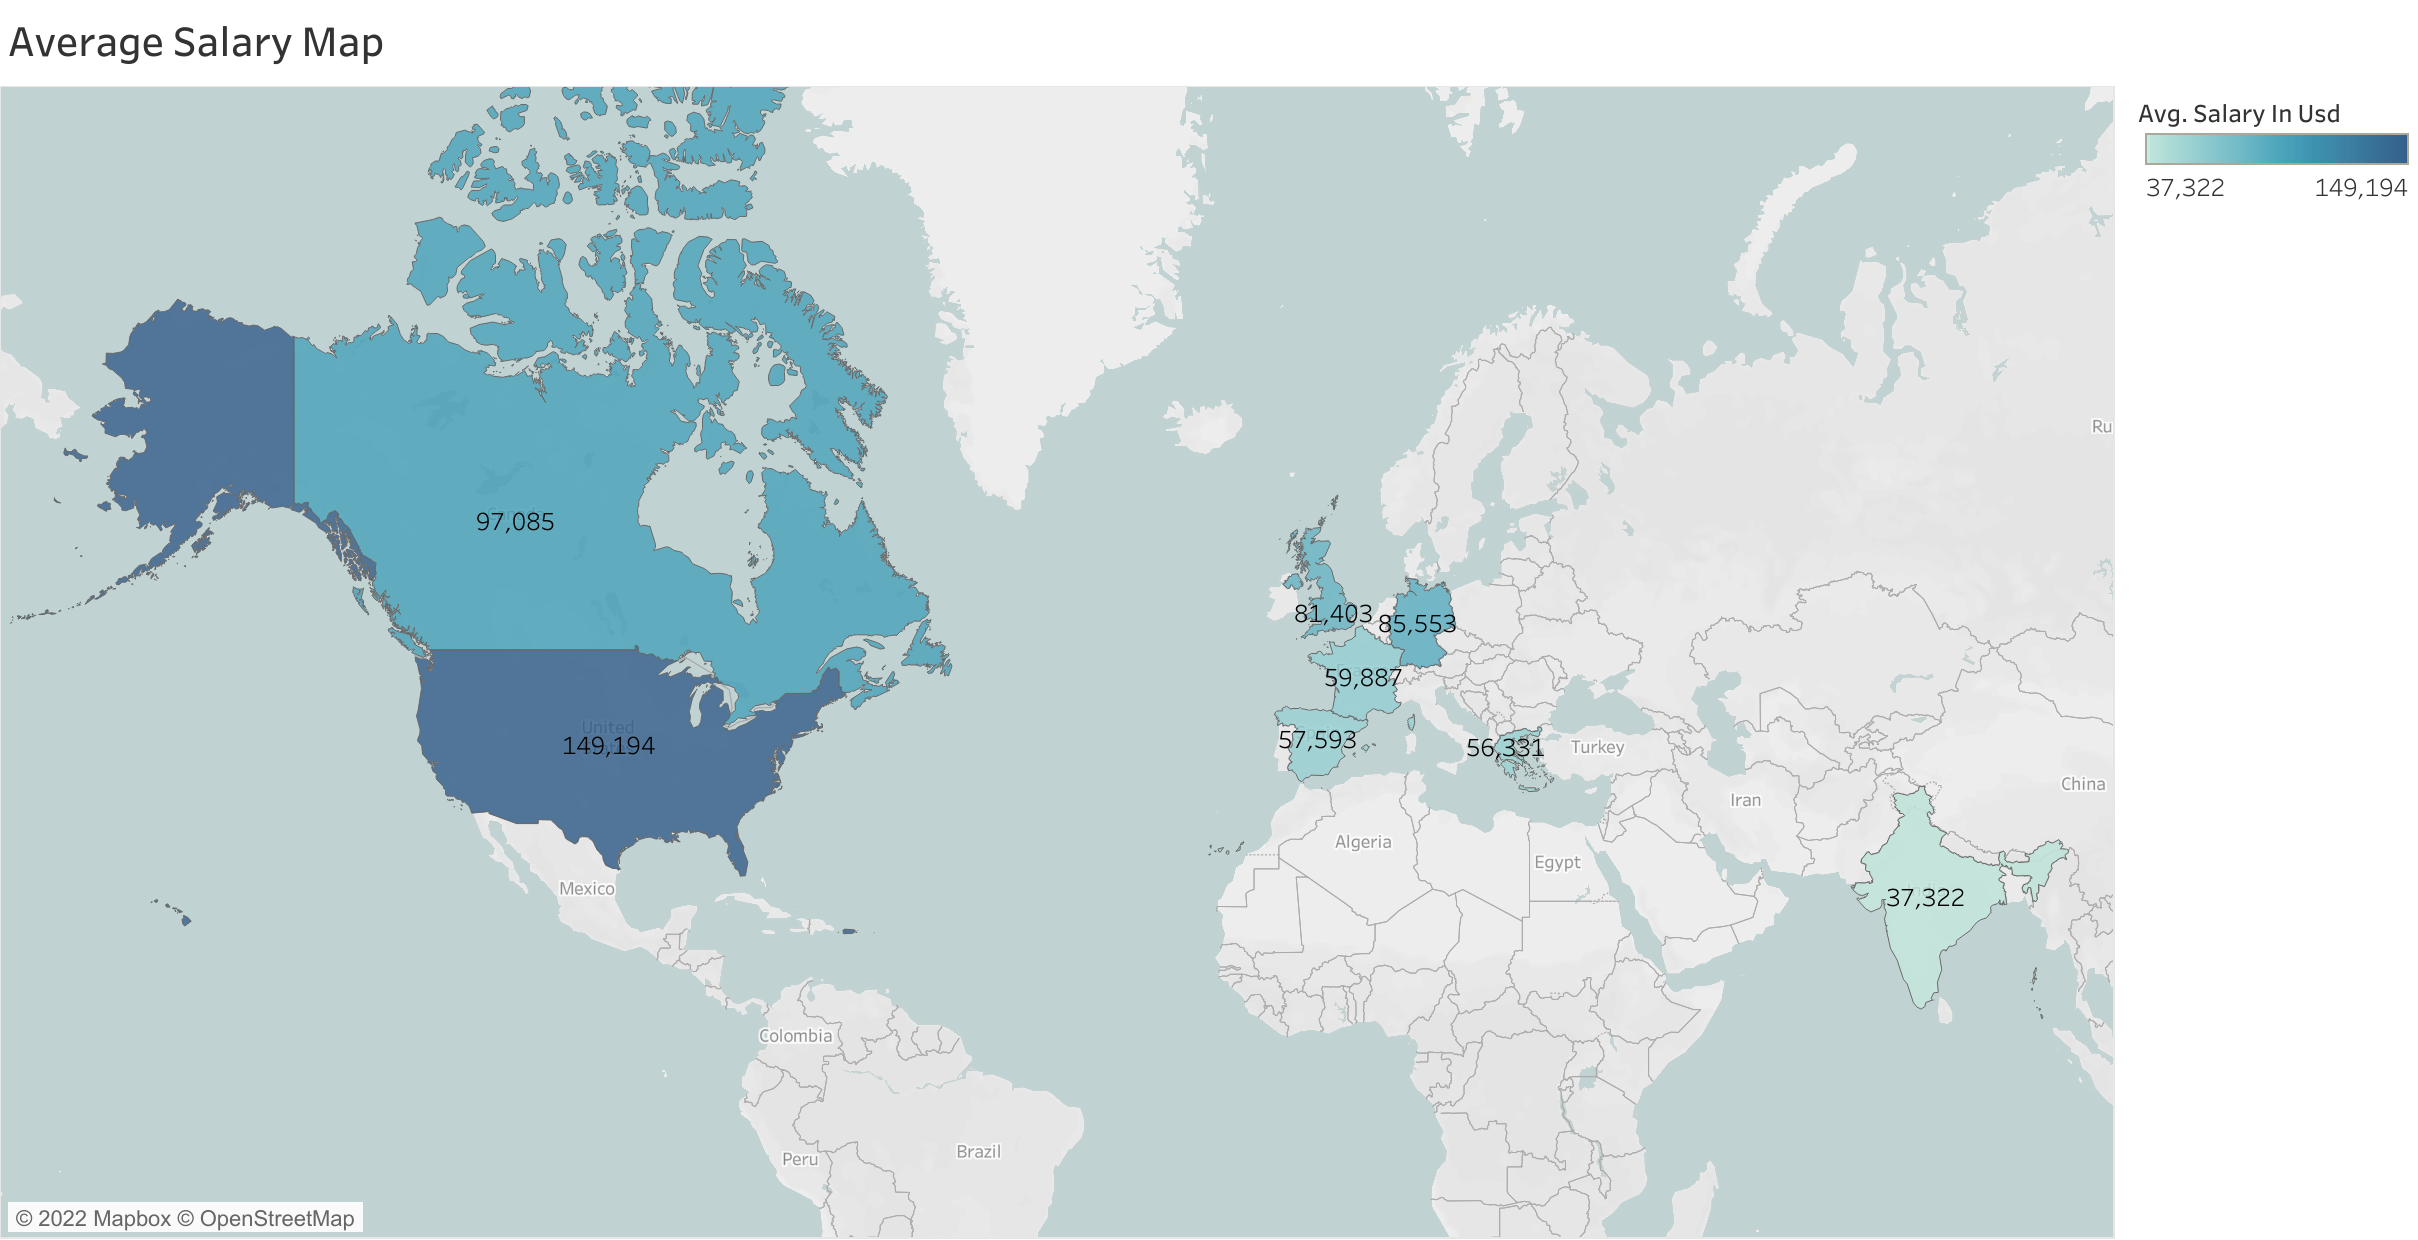 Average Salary Map
Avg. Salary In Usd
37,322 149,194
Ru
97,085
81,403
85,553
59,887
United
149,194
57,593
56,331
Turkey
China
Iran
Algeria
Egypt
Mexico
37,322
Colombia
Brazil
Peru
© 2022 Mapbox © OpenStreetMap